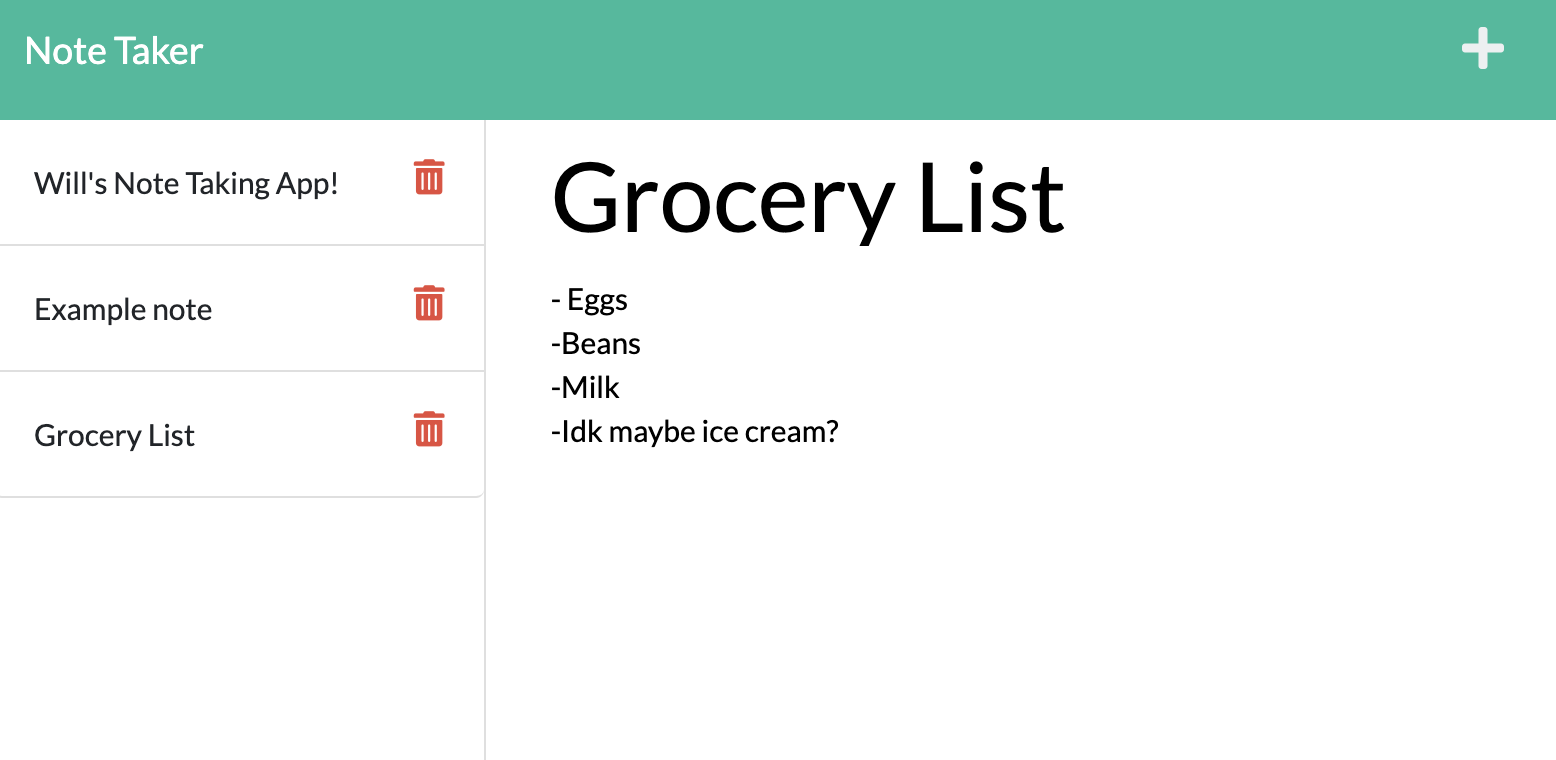 Note Taker
Will's Note Taking App!
Example note
Grocery List
Grocery List
- Eggs
-Beans
-Milk
-Idk maybe ice cream?